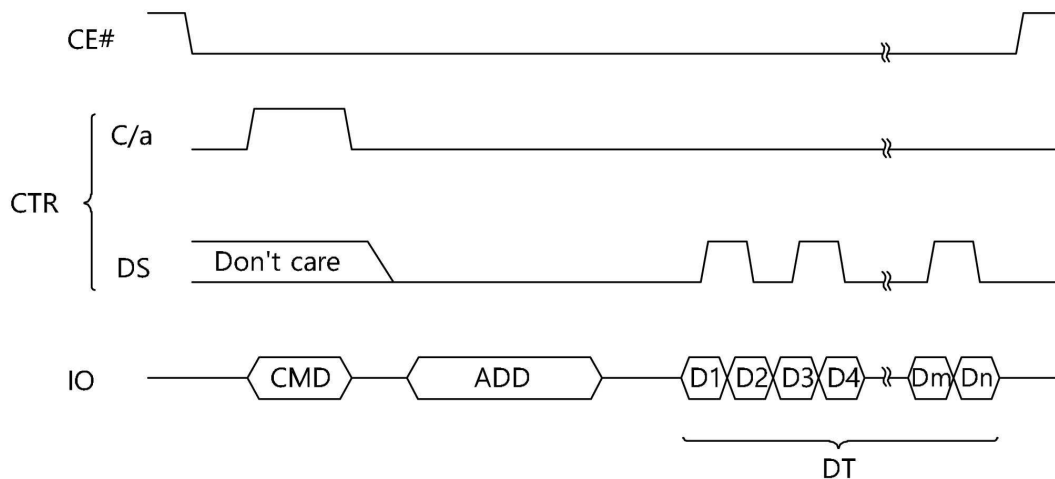 CE#
C/a
CTR
DS Don't care
IO CMD ADD D1 D2 D3 D4 Dm Dn
DT